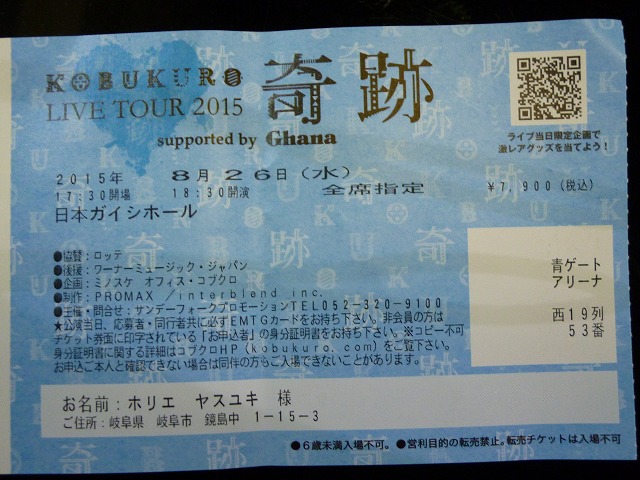 KOBUKURO
LIVE TOUR 2015
奇跡
supported by Ghana
ライブ当日限定企画で
激レアグッズを当てよう!
2015年 8月26日(水)
17:30開場 18:30開演 全席指定 ¥7,900(税込)
日本ガイシホール
●協賛:ロッテ
●後援:ワーナーミュージック・ジャパン
●企画:ミノスケ オフィス・コブクロ
●制作:PROMAX /interblend inc.
●主催・問合せ:サンデーフォークプロモーションTEL052-320-9100
★公演当日、応募者・同行者共に必ずEMTGカードをお持ち下さい。非会員の方は
チケット券面に印字されている「お申込者」の身分証明書をお持ち下さい。※コピー不可
身分証明書に関する詳細はコブクロHP(kobukuro.com)をご覧下さい。
お申込ご本人と確認できない場合は同伴の方もご入場できないことがあります。
青ゲート
アリーナ
西19列
53番
お名前:ホリエ ヤスユキ 様
ご住所:岐阜県 岐阜市 鏡島中 1-15-3
●6歳未満入場不可。●営利目的の転売禁止。転売チケットは入場不可